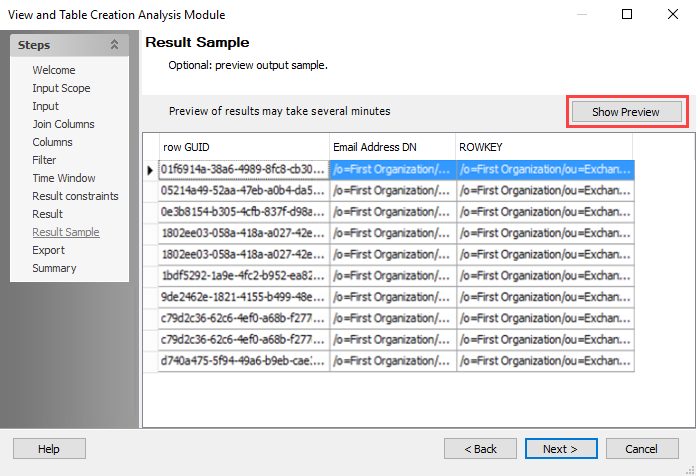 View and Table Creation Analysis Module
Steps
Welcome
Input Scope
Input
Join Columns
Columns
Filter
Time Window
Result constraints
Result
Result Sample
Export
Summary
Result Sample
Optional: preview output sample.
Preview of results may take several minutes
Show Preview
row GUID Email Address DN ROWKEY
01f6914a-38a6-4989-8fc8-cb30... /o=First Organization/... /o=First Organization/ou=Exchan...
05214a49-52aa-47eb-a0b4-da5... /o=First Organization/... /o=First Organization/ou=Exchan...
0e3b8154-b305-4cfb-837f-d98a... /o=First Organization/... /o=First Organization/ou=Exchan...
1802ee03-058a-418a-a027-42e... /o=First Organization/... /o=First Organization/ou=Exchan...
1802ee03-058a-418a-a027-42e... /o=First Organization/... /o=First Organization/ou=Exchan...
1bdf5292-1a9e-4fc2-b952-ea82... /o=First Organization/... /o=First Organization/ou=Exchan...
9de2462e-1821-4155-b499-48e... /o=First Organization/... /o=First Organization/ou=Exchan...
c79d2c36-62c6-4ef0-a68b-f277... /o=First Organization/... /o=First Organization/ou=Exchan...
c79d2c36-62c6-4ef0-a68b-f277... /o=First Organization/... /o=First Organization/ou=Exchan...
d740a475-5f94-49a6-b9eb-cae... /o=First Organization/... /o=First Organization/ou=Exchan...
Help
< Back
Next >
Cancel